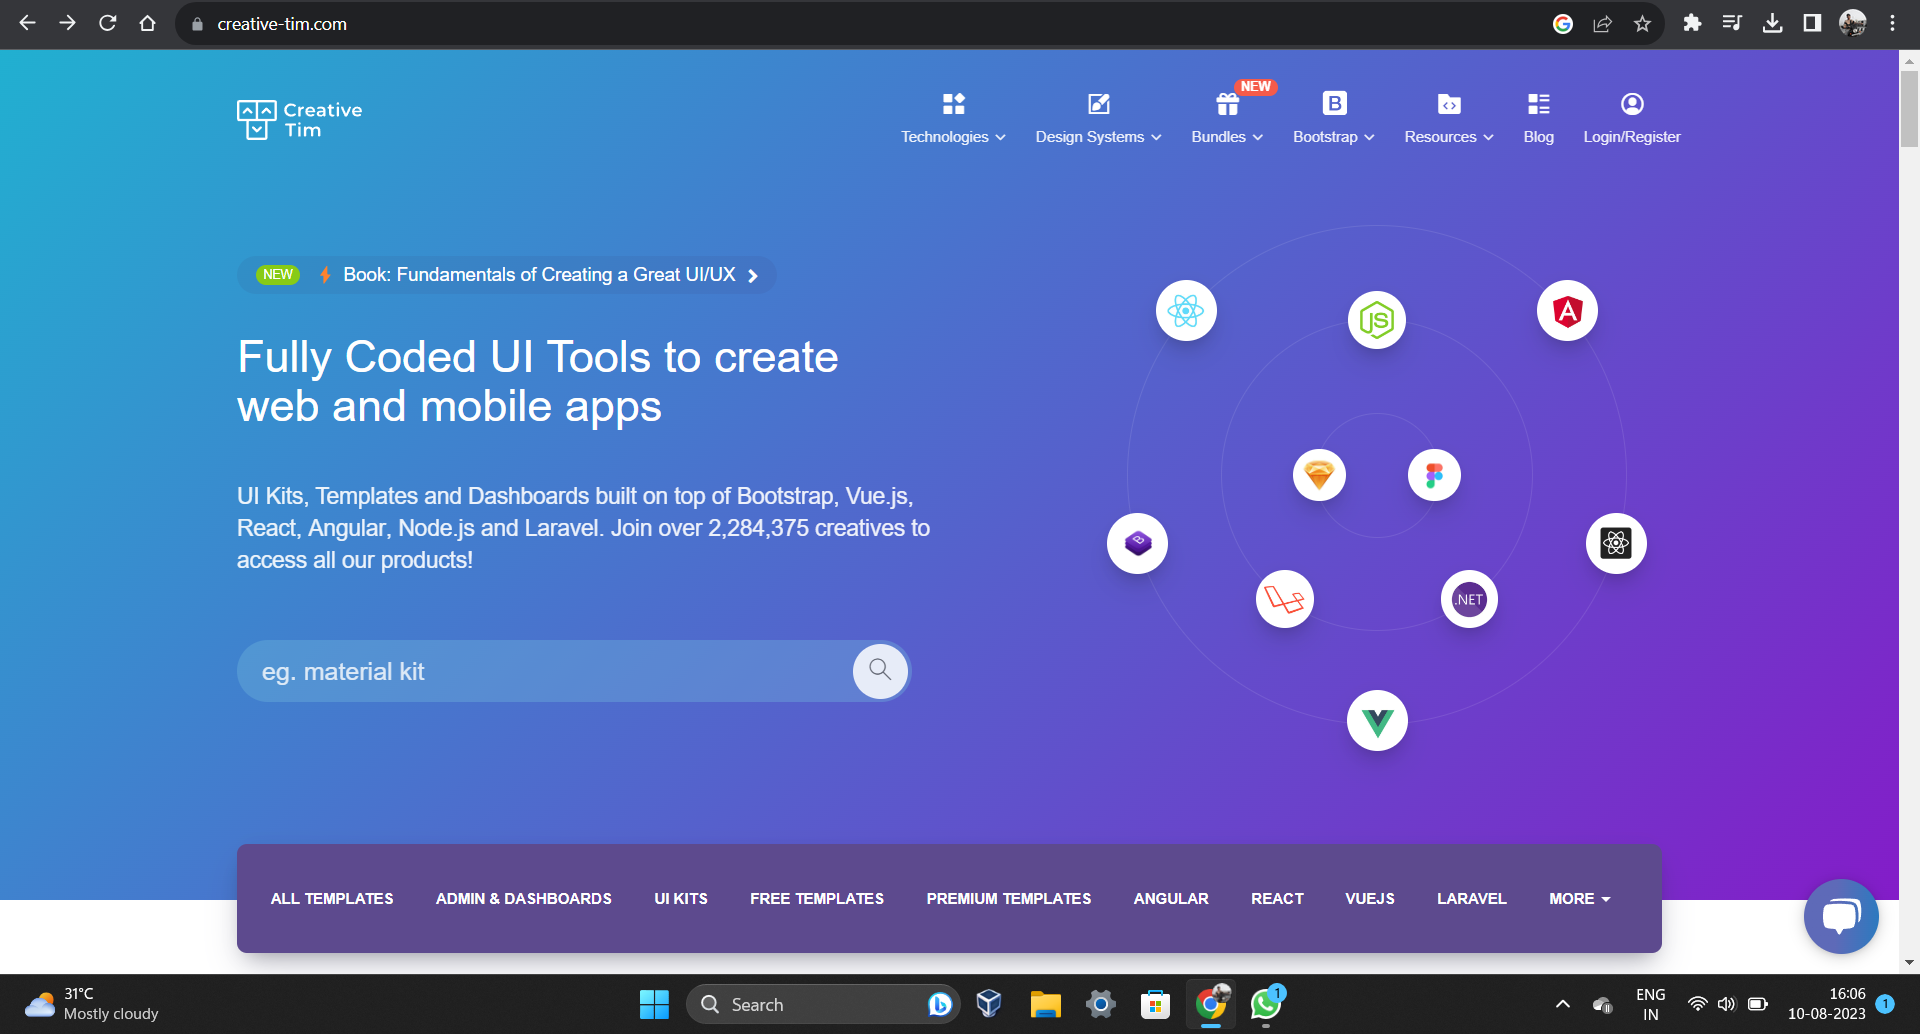 creative-tim.com
Creative
Tim
NEW
Technologies
Design Systems
Bundles
B
Bootstrap
Resources
Blog
Login/Register
NEW
Book: Fundamentals of Creating a Great UI/UX
Fully Coded UI Tools to create
web and mobile apps
UI Kits, Templates and Dashboards built on top of Bootstrap, Vue.js,
React, Angular, Node.js and Laravel. Join over 2,284,375 creatives to
access all our products!
eg. material kit
JS
A
B
.NET
ALL TEMPLATES
ADMIN & DASHBOARDS
UI KITS
FREE TEMPLATES
PREMIUM TEMPLATES
ANGULAR
REACT
VUEJS
LARAVEL
MORE
31°C
Mostly cloudy
Search
1
ENG
IN
16:06
10-08-2023
1